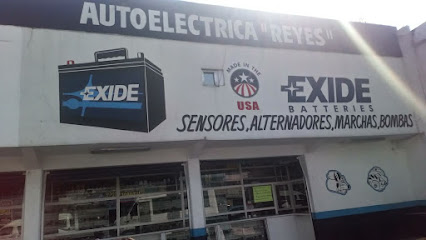 AUTOELECTRICA "REYES"
EXIDE
MADE IN THE
USA
EXIDE
BATTERIES
SENSORES,ALTERNADORES,MARCHAS,BOMBAS